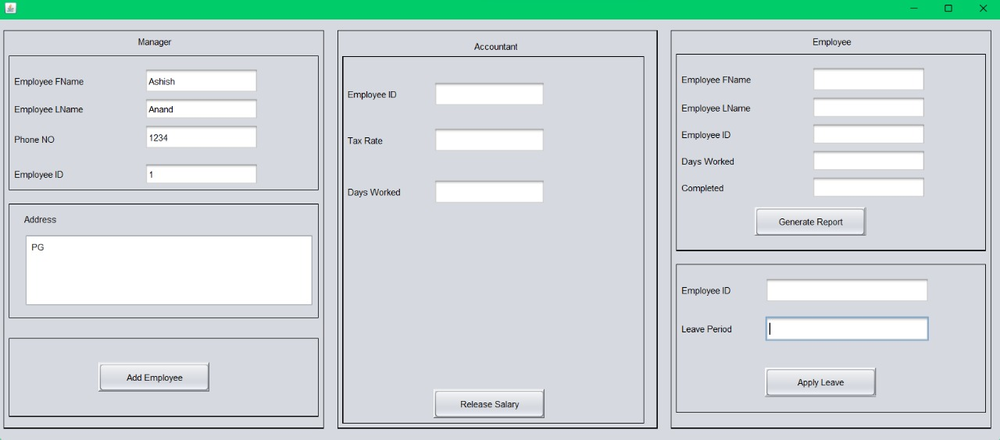 Manager
Employee FName Ashish
Employee LName Anand
Phone NO 1234
Employee ID 1
Address
PG
Add Employee
Accountant
Employee ID
Tax Rate
Days Worked
Release Salary
Employee
Employee FName
Employee LName
Employee ID
Days Worked
Completed
Generate Report
Employee ID
Leave Period
Apply Leave